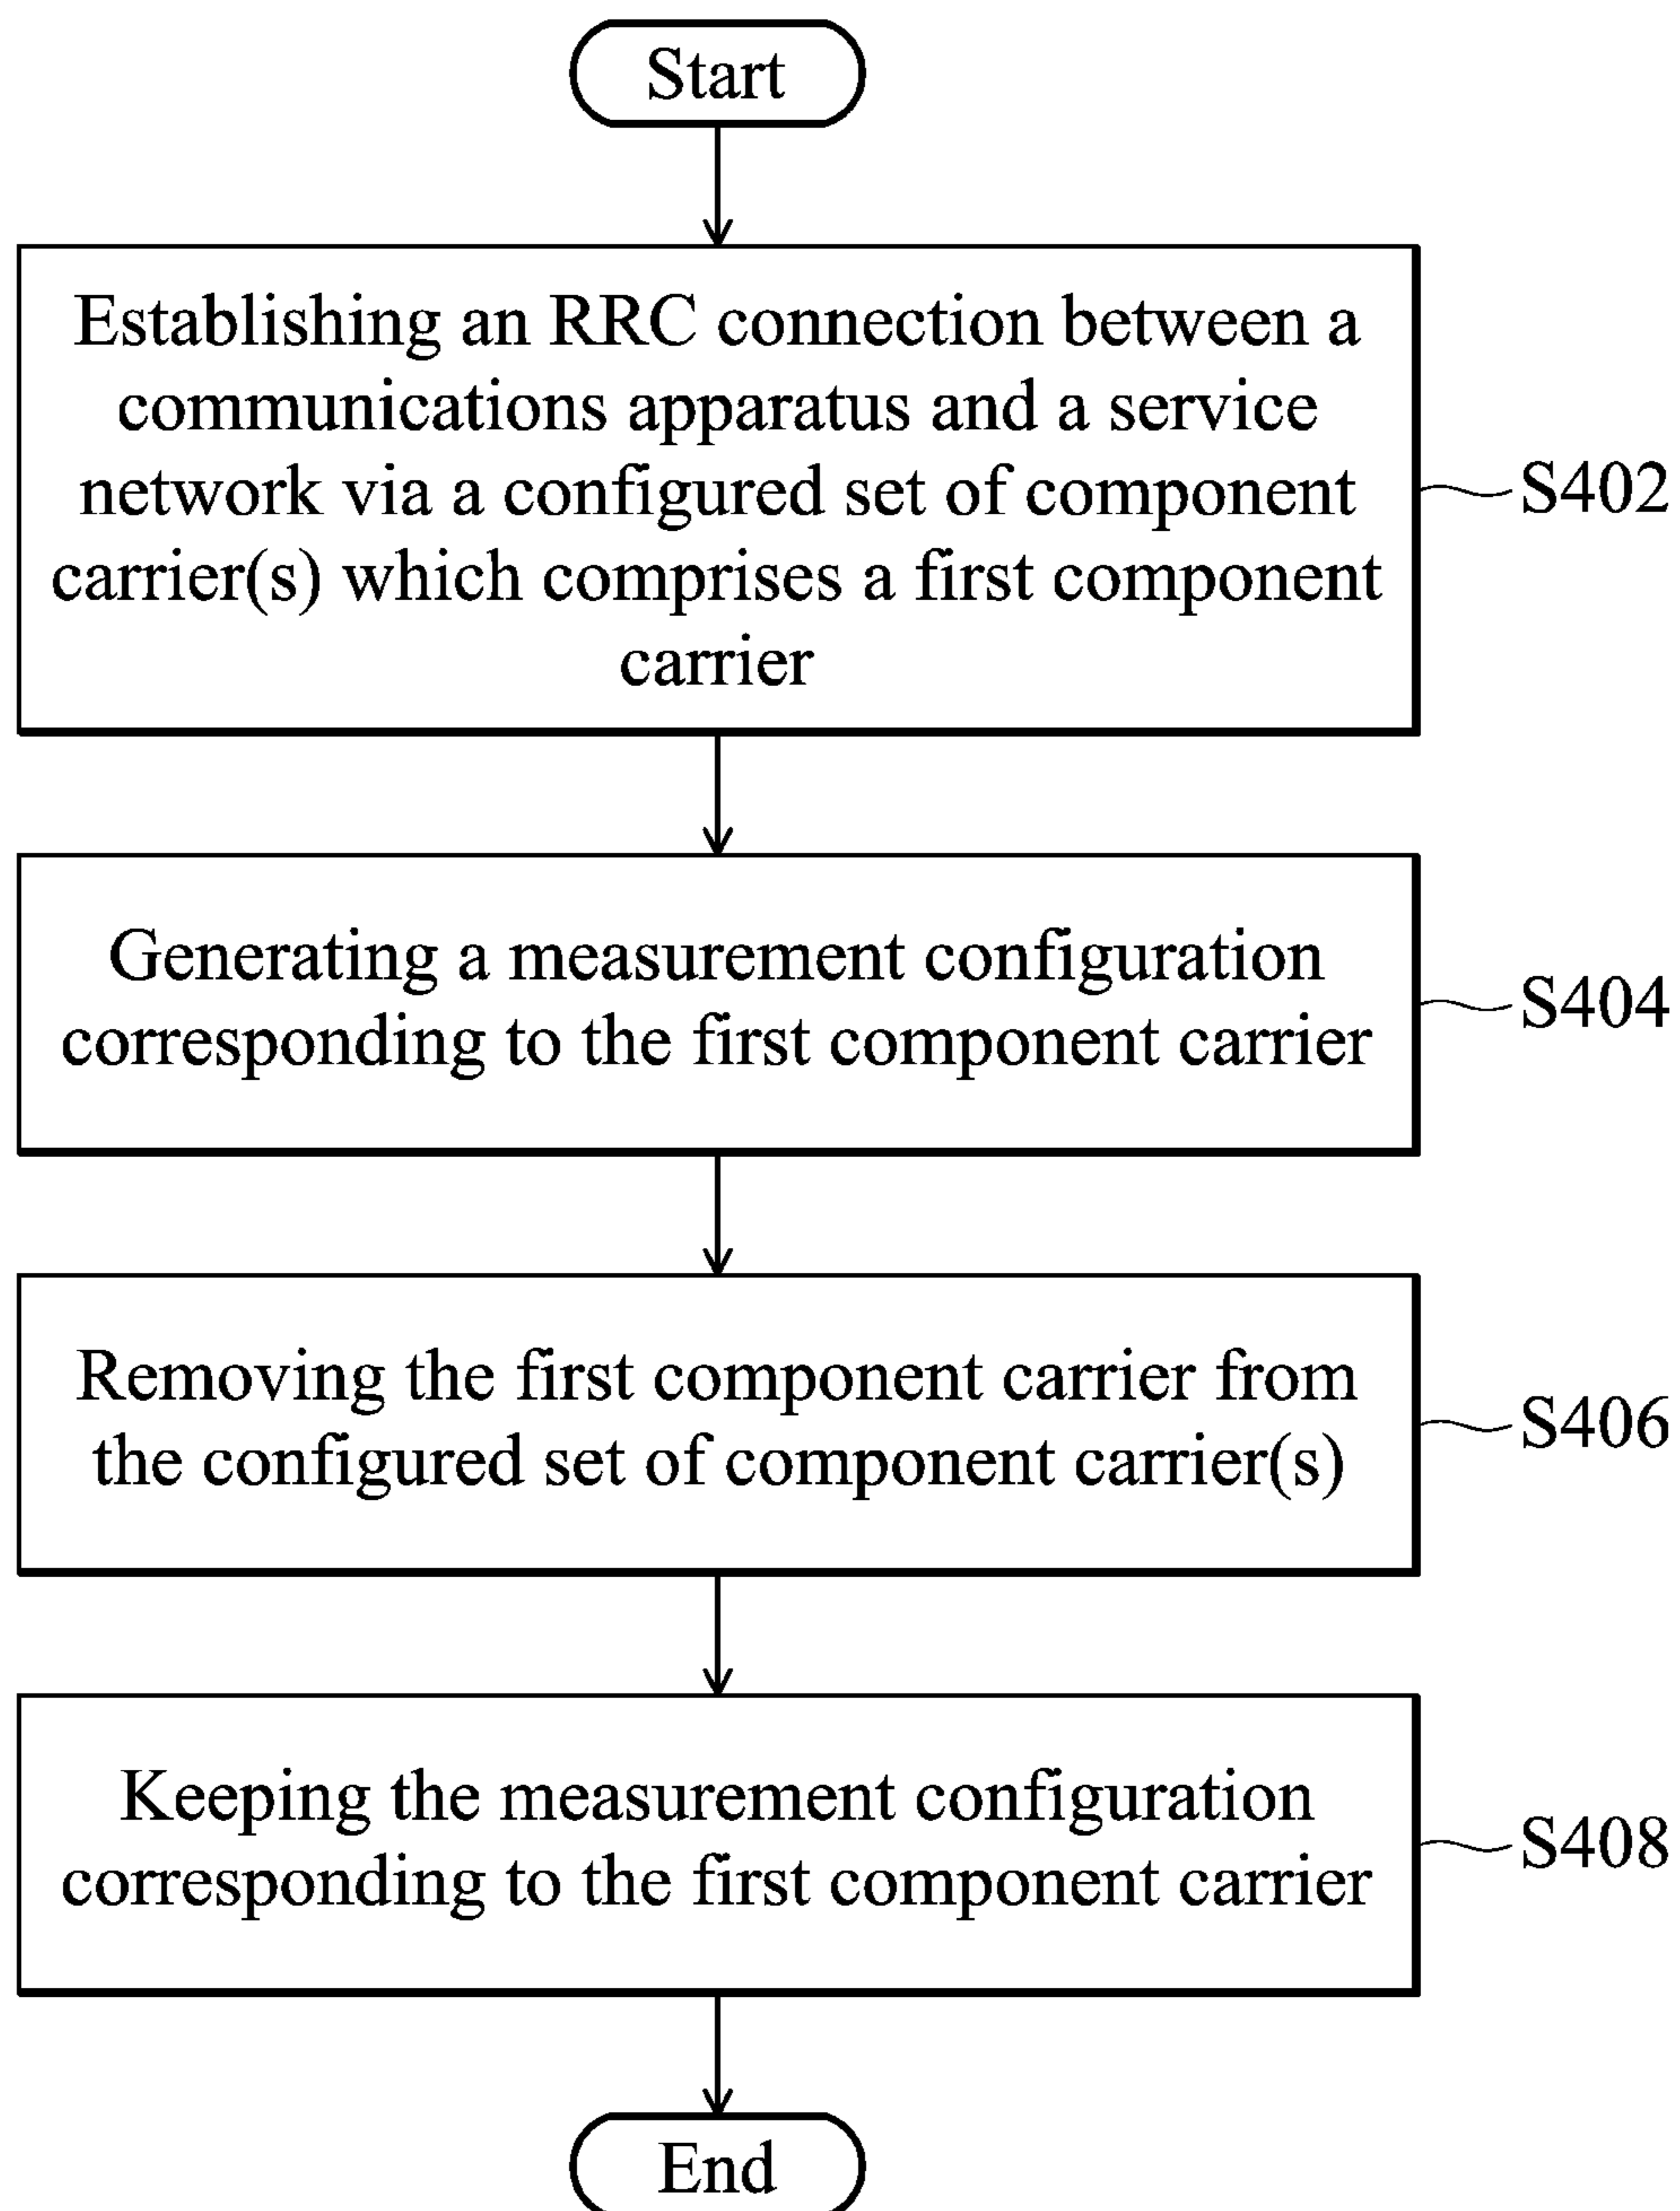 Start
Establishing an RRC connection between a
communications apparatus and a service
network via a configured set of component
carrier(s) which comprises a first component
carrier
S402
Generating a measurement configuration
corresponding to the first component carrier
S404
Removing the first component carrier from
the configured set of component carrier(s)
S406
Keeping the measurement configuration
corresponding to the first component carrier
S408
End